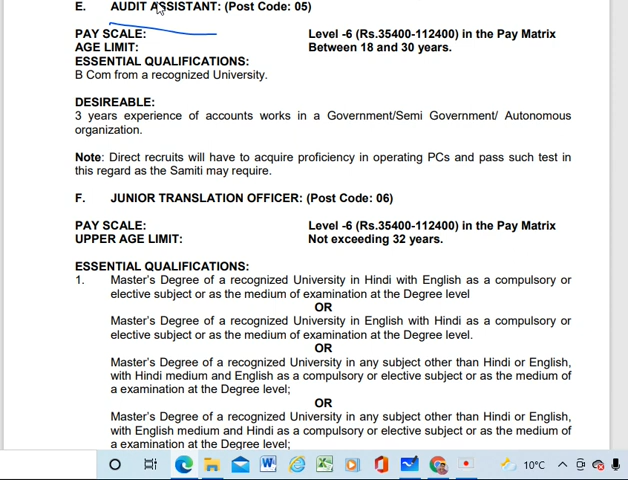 E. AUDIT ASSISTANT: (Post Code: 05)
PAY SCALE: Level -6 (Rs.35400-112400) in the Pay Matrix
AGE LIMIT: Between 18 and 30 years.
ESSENTIAL QUALIFICATIONS:
B Com from a recognized University.
DESIREABLE:
3 years experience of accounts works in a Government/Semi Government/ Autonomous
organization.
Note: Direct recruits will have to acquire proficiency in operating PCs and pass such test in
this regard as the Samiti may require.
F. JUNIOR TRANSLATION OFFICER: (Post Code: 06)
PAY SCALE: Level -6 (Rs.35400-112400) in the Pay Matrix
UPPER AGE LIMIT: Not exceeding 32 years.
ESSENTIAL QUALIFICATIONS:
1. Master's Degree of a recognized University in Hindi with English as a compulsory or
elective subject or as the medium of examination at the Degree level
OR
Master's Degree of a recognized University in English with Hindi as a compulsory or
elective subject or as the medium of examination at the Degree level.
OR
Master's Degree of a recognized University in any subject other than Hindi or English,
with Hindi medium and English as a compulsory or elective subject or as the medium of
a examination at the Degree level;
OR
Master's Degree of a recognized University in any subject other than Hindi or English,
with English medium and Hindi as a compulsory or elective subject or as the medium of
a examination at the Degree level;
10°C